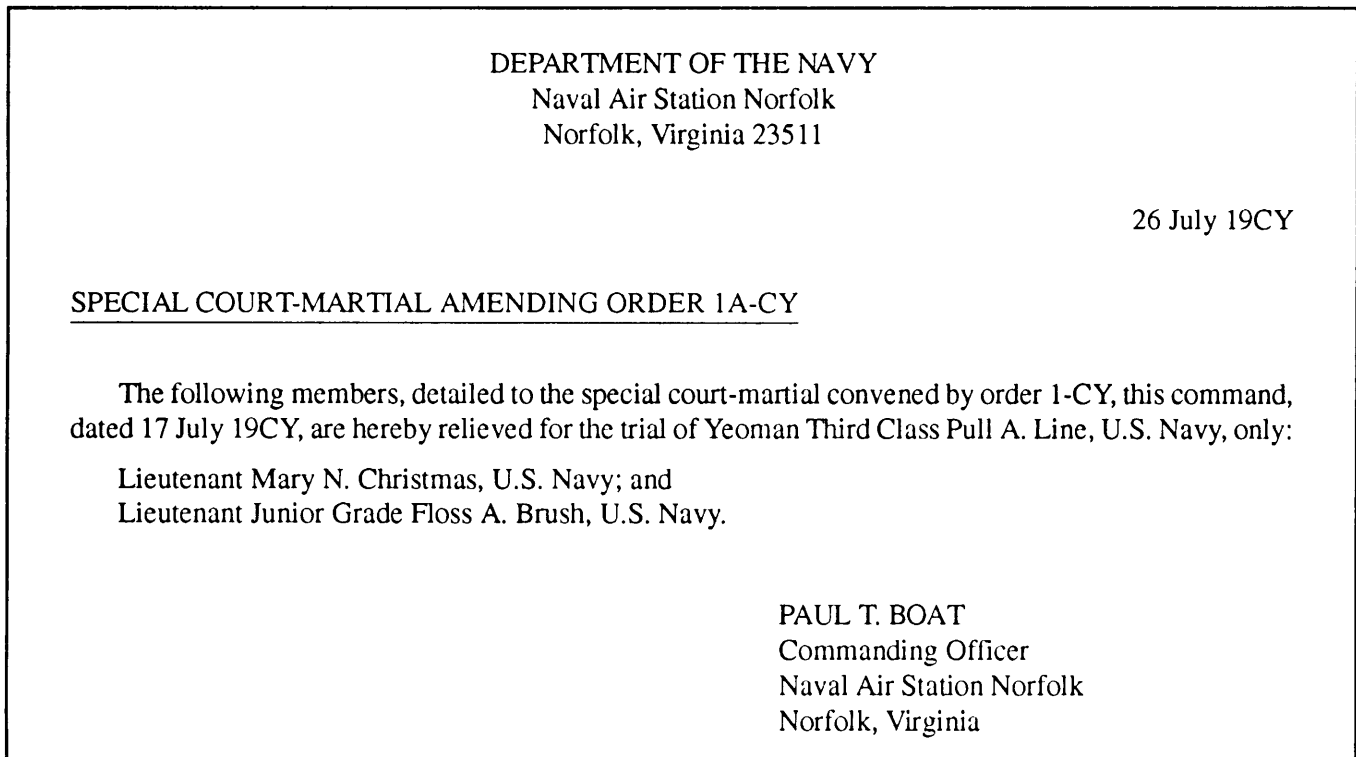 DEPARTMENT OF THE NAVY
Naval Air Station Norfolk
Norfolk, Virginia 23511
26 July 19CY
SPECIAL COURT-MARTIAL AMENDING ORDER 1A-CY
The following members, detailed to the special court-martial convened by order 1-CY, this command,
dated 17 July 19CY, are hereby relieved for the trial of Yeoman Third Class Pull A. Line, U.S. Navy, only:
Lieutenant Mary N. Christmas, U.S. Navy; and
Lieutenant Junior Grade Floss A. Brush, U.S. Navy.
PAUL T. BOAT
Commanding Officer
Naval Air Station Norfolk
Norfolk, Virginia